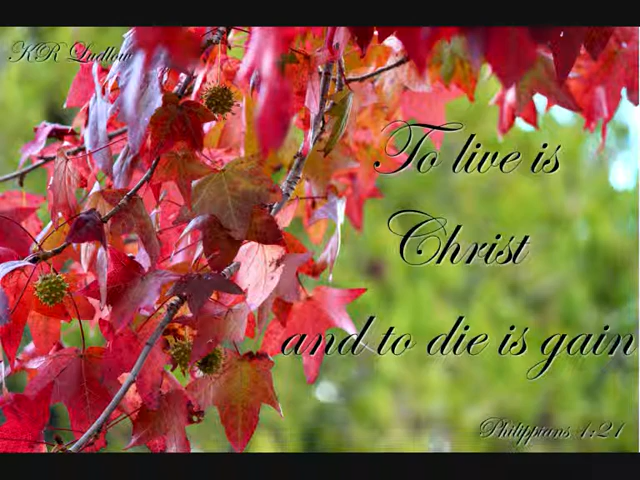 KR Ludlow
To live is
Christ
and to die is gain
Philippians 1:21